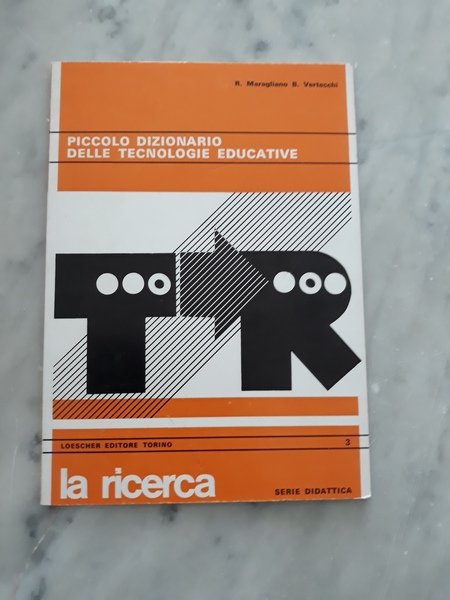 R. Maragliano B. Vertecchi
PICCOLO DIZIONARIO
DELLE TECNOLOGIE EDUCATIVE
T R
LOESCHER EDITORE TORINO 3
la ricerca SERIE DIDATTICA